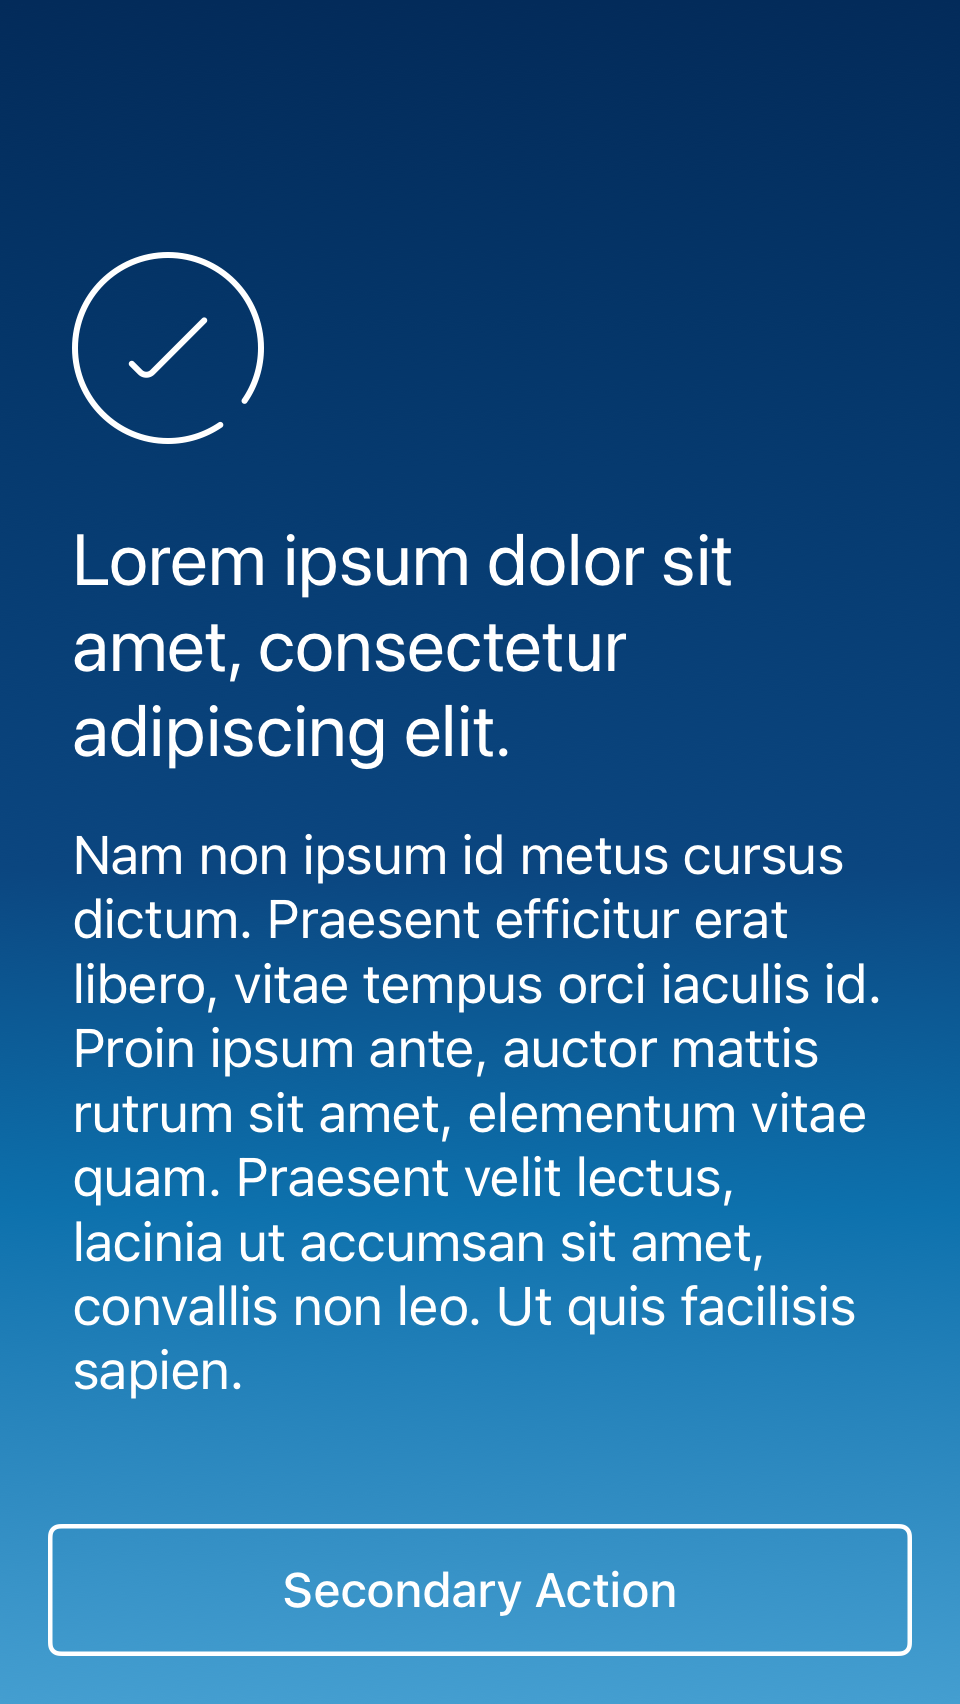 Lorem ipsum dolor sit
amet, consectetur
adipiscing elit.
Nam non ipsum id metus cursus
dictum. Praesent efficitur erat
libero, vitae tempus orci iaculis id.
Proin ipsum ante, auctor mattis
rutrum sit amet, elementum vitae
quam. Praesent velit lectus,
lacinia ut accumsan sit amet,
convallis non leo. Ut quis facilisis
sapien.
Secondary Action